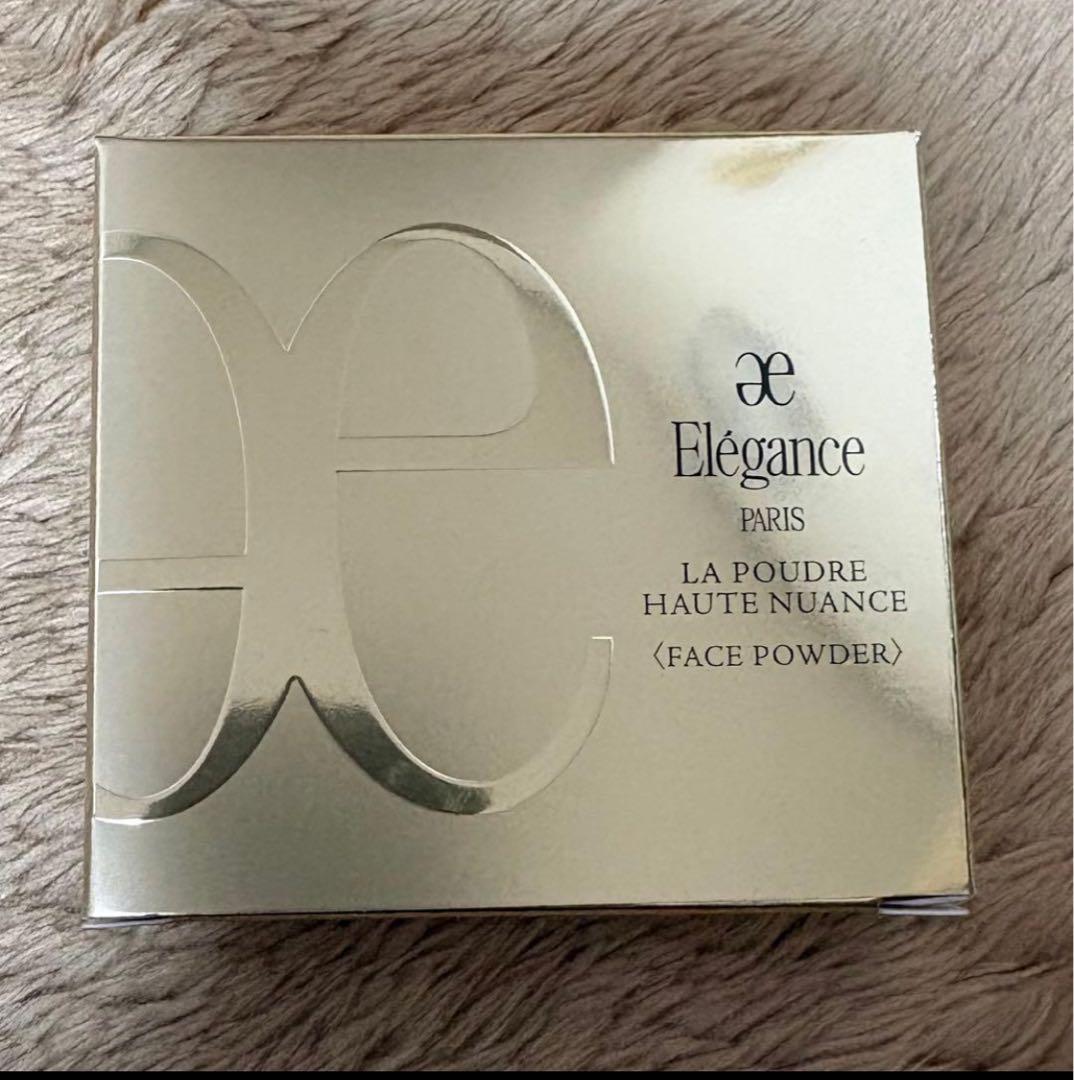 æ
Elégance
PARIS
LA POUDRE
HAUTE NUANCE
〈FACE POWDER〉